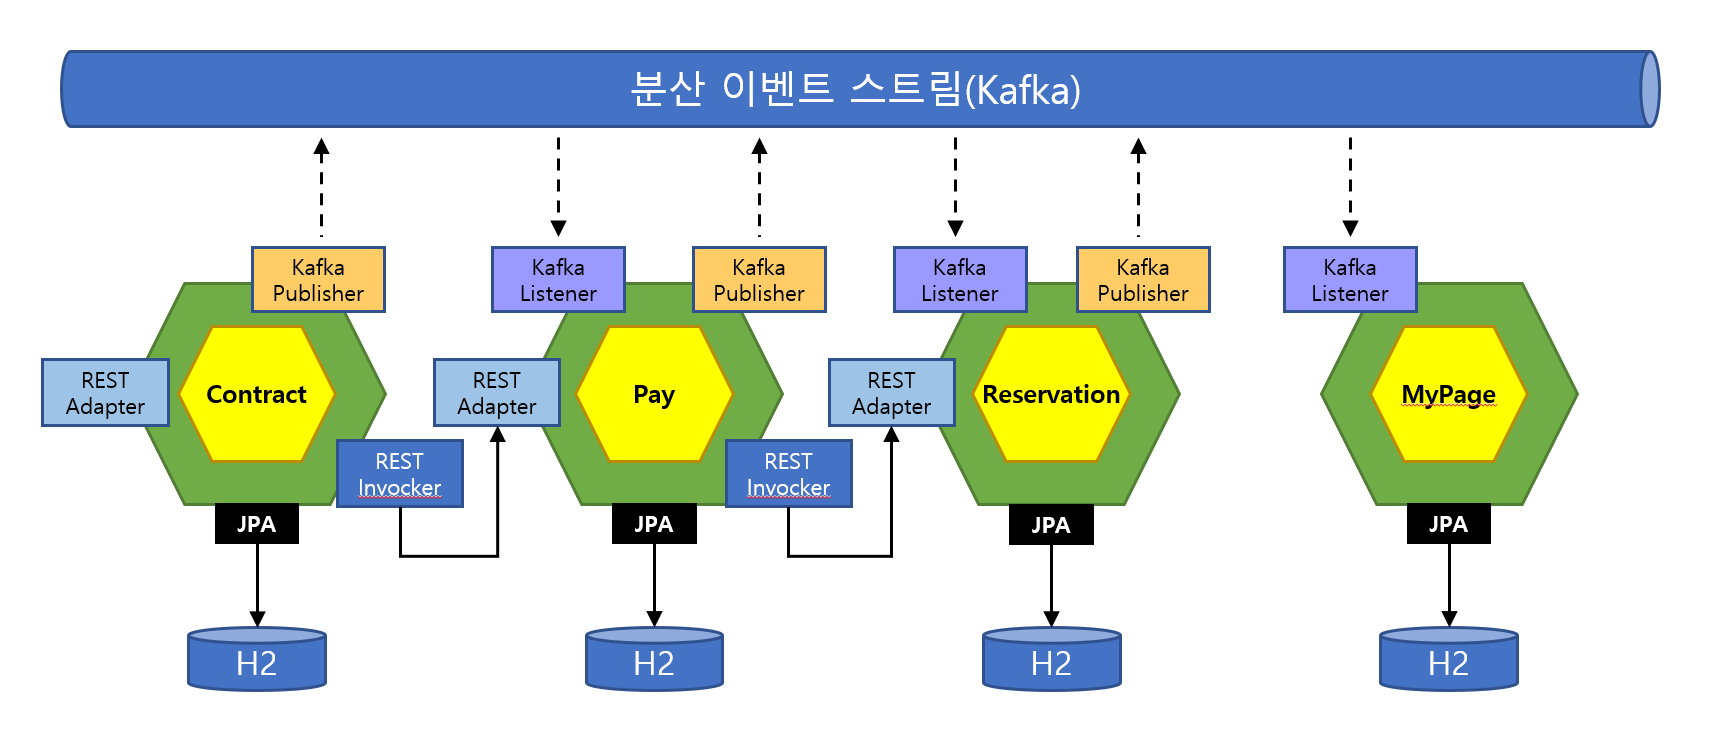 분산 이벤트 스트림(Kafka)
Kafka
Publisher
Kafka
Listener
Kafka
Publisher
Kafka
Listener
Kafka
Publisher
Kafka
Listener
REST
Adapter
Contract
REST
Adapter
Pay
REST
Adapter
Reservation
MyPage
REST
Invocker
REST
Invocker
JPA
JPA
JPA
JPA
H2
H2
H2
H2